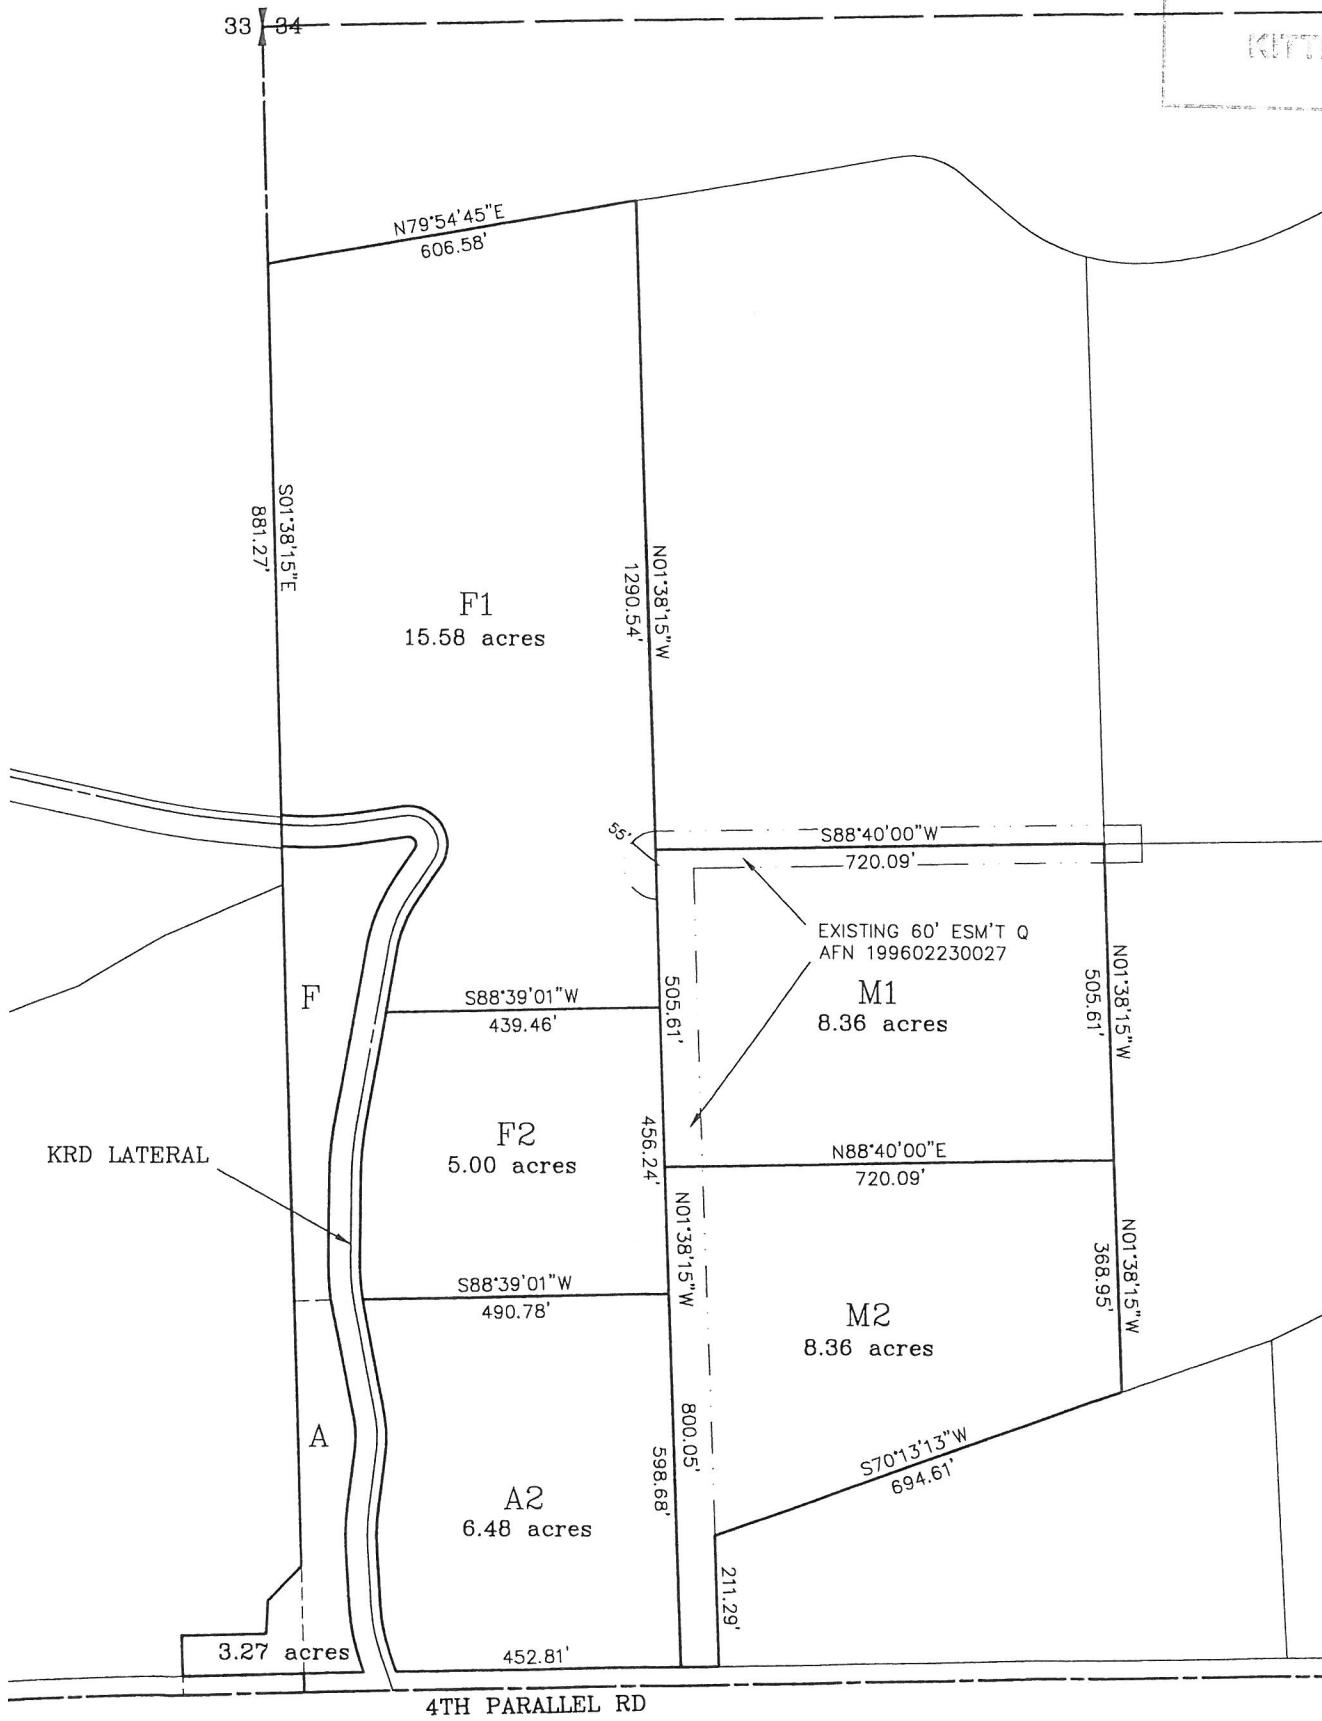 33 34
KITTI
N79°54'45"E
606.58'
S01°38'15"E
881.27'
N01°38'15"W
1290.54'
F1
15.58 acres
55'
S88°40'00"W
720.09'
EXISTING 60' ESM'T Q
AFN 199602230027
F
S88°39'01"W
439.46'
505.61'
M1
8.36 acres
N01°38'15"W
505.61'
KRD LATERAL
F2
5.00 acres
456.24'
N88°40'00"E
720.09'
N01°38'15"W
S88°39'01"W
490.78'
N01°38'15"W
368.95'
M2
8.36 acres
A
800.05'
598.68'
S70°13'13"W
694.61'
A2
6.48 acres
211.29'
3.27 acres
452.81'
4TH PARALLEL RD